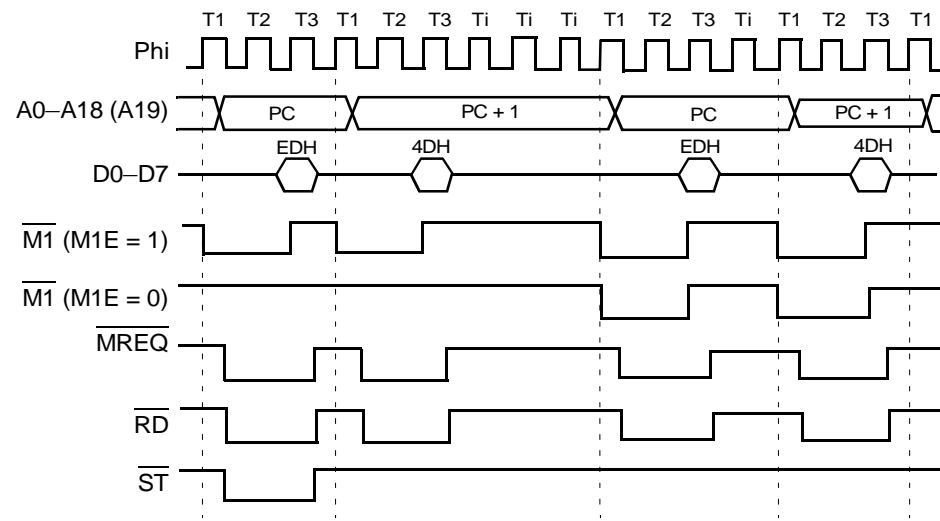 T1 T2 T3 T1 T2 T3 Ti Ti Ti T1 T2 T3 Ti T1 T2 T3 T1
Phi
A0–A18 (A19) PC PC + 1 PC PC + 1
EDH 4DH EDH 4DH
D0–D7
M1 (M1E = 1)
M1 (M1E = 0)
MREQ
RD
ST